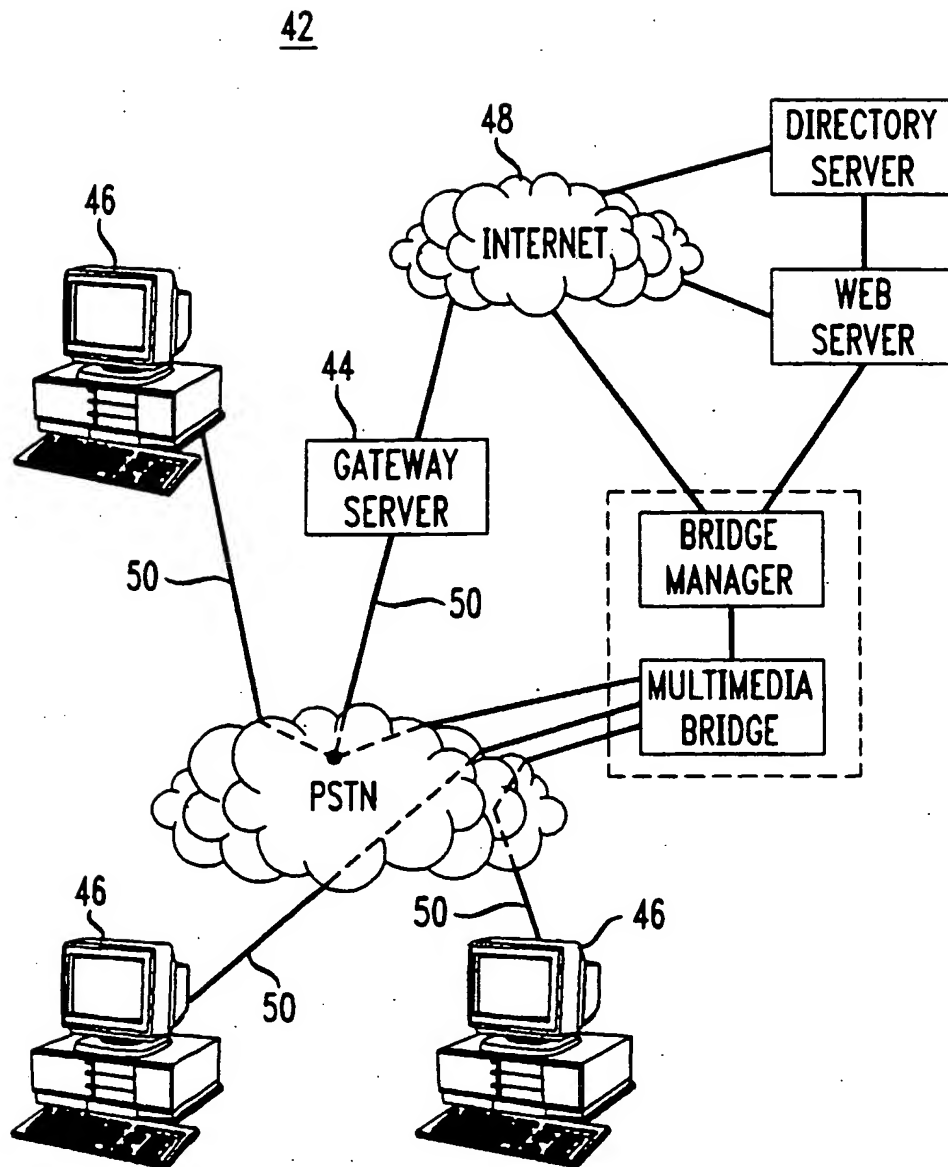 42
48
DIRECTORY
SERVER
46
INTERNET
WEB
SERVER
44
GATEWAY
SERVER
BRIDGE
MANAGER
50
50
MULTIMEDIA
BRIDGE
PSTN
46
50
46
50